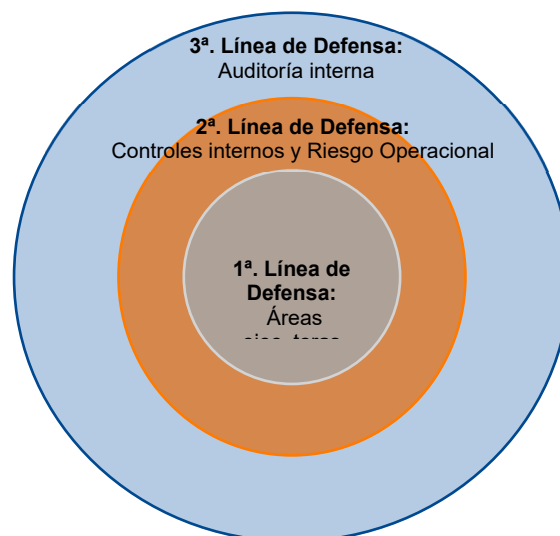 3ª. Línea de Defensa:
Auditoría interna
2ª. Línea de Defensa:
Controles internos y Riesgo Operacional
1ª. Línea de
Defensa:
Áreas